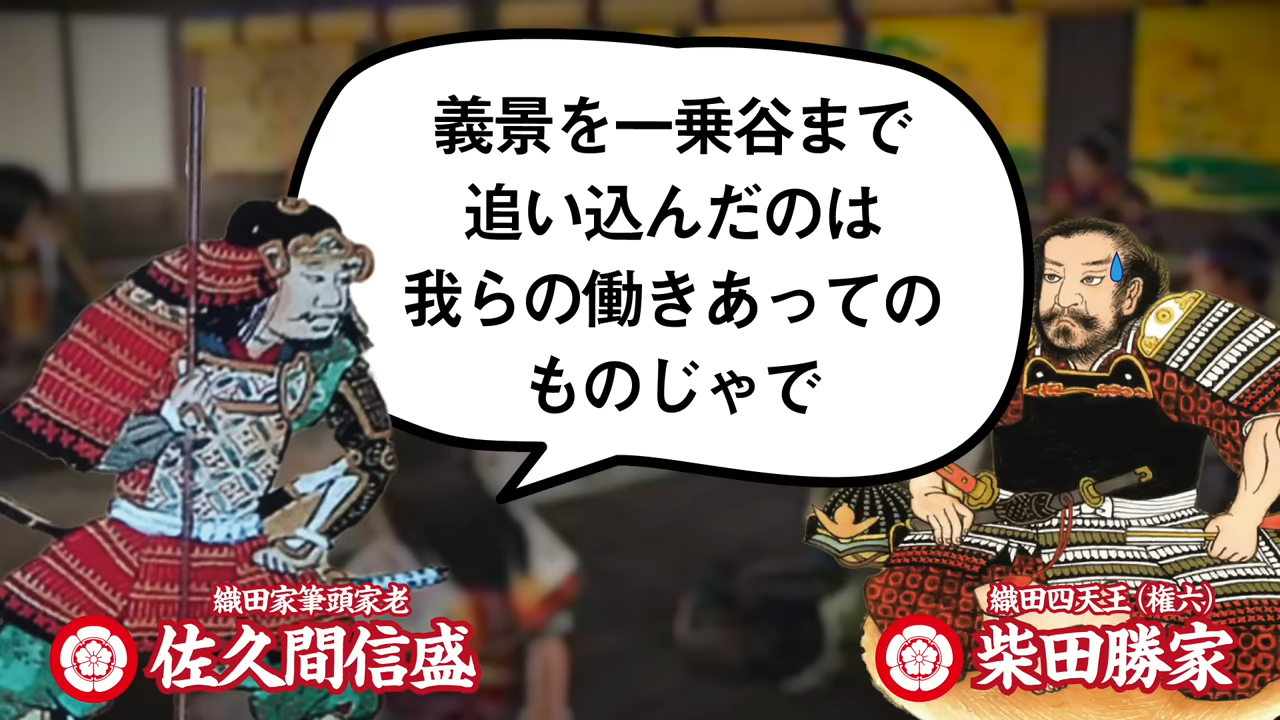 義景を一乗谷まで
追い込んだのは
我らの働きあっての
ものじゃで
織田家筆頭家老
佐久間信盛
織田四天王（権六）
柴田勝家